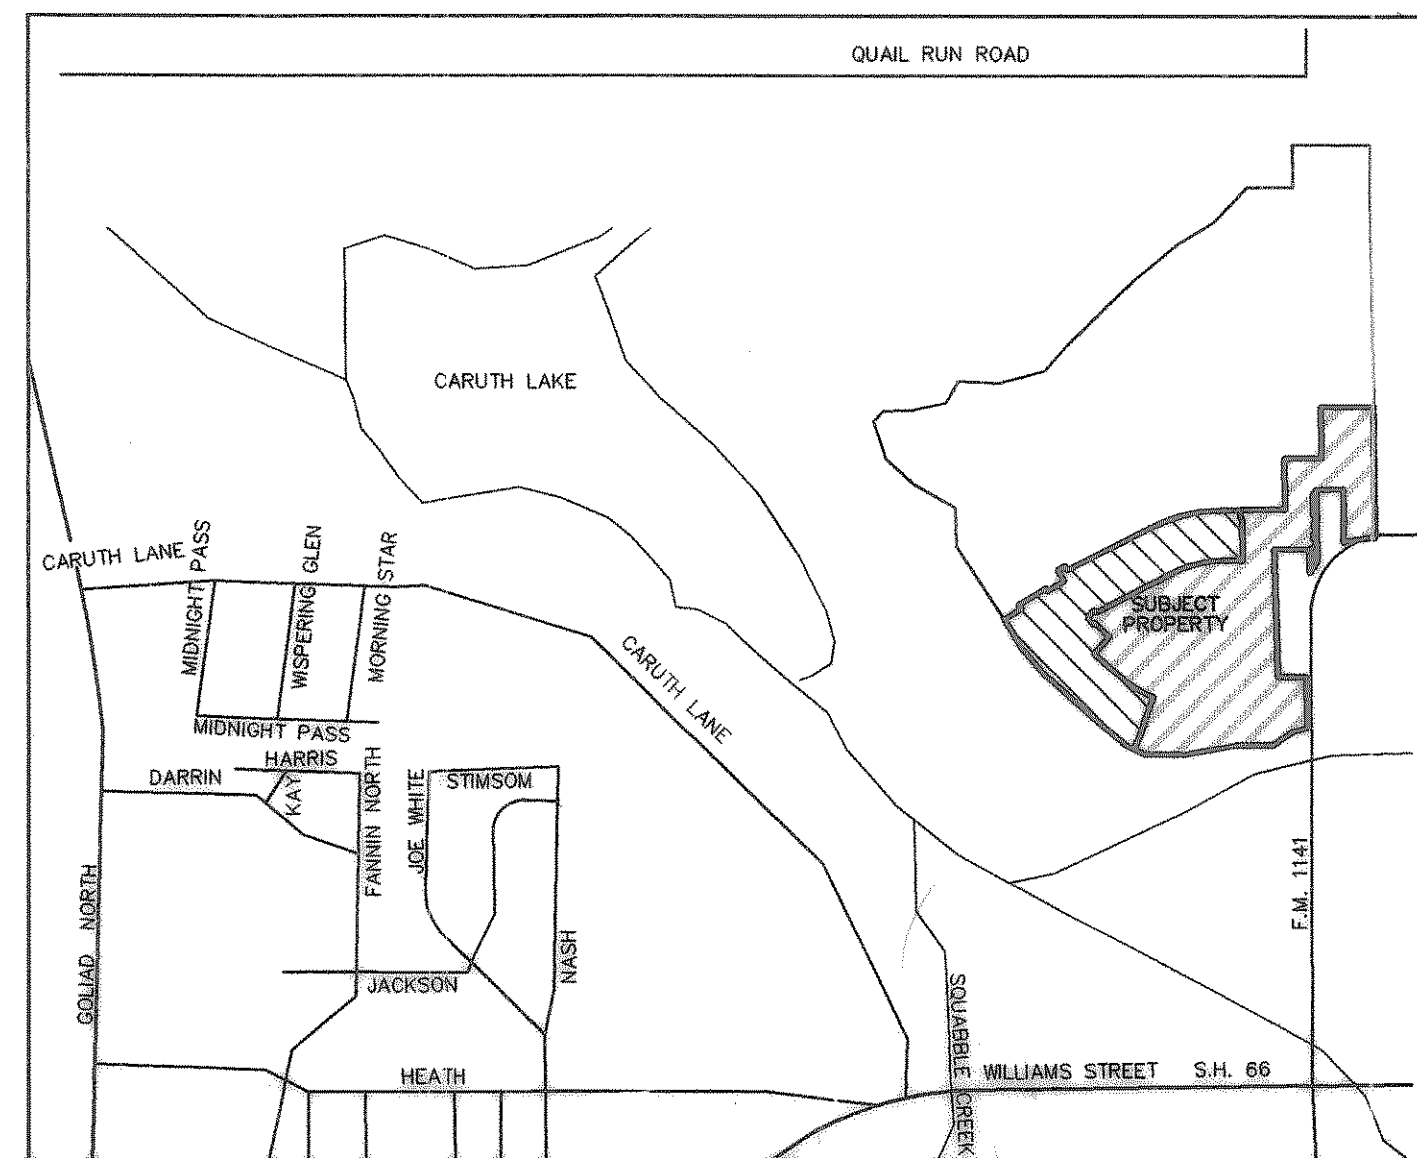 QUAIL RUN ROAD
CARUTH LAKE
CARUTH LANE
MIDNIGHT PASS
WISPERING GLEN
MORNING STAR
SUBJECT
PROPERTY
CARUTH LANE
MIDNIGHT PASS
HARRIS
DARRIN
KAY
FANNIN NORTH
JOE WHITE
STIMSOM
GOLIAD NORTH
F.M. 1141
NASH
JACKSON
SQUABBLE CREEK
HEATH
WILLIAMS STREET S.H. 66